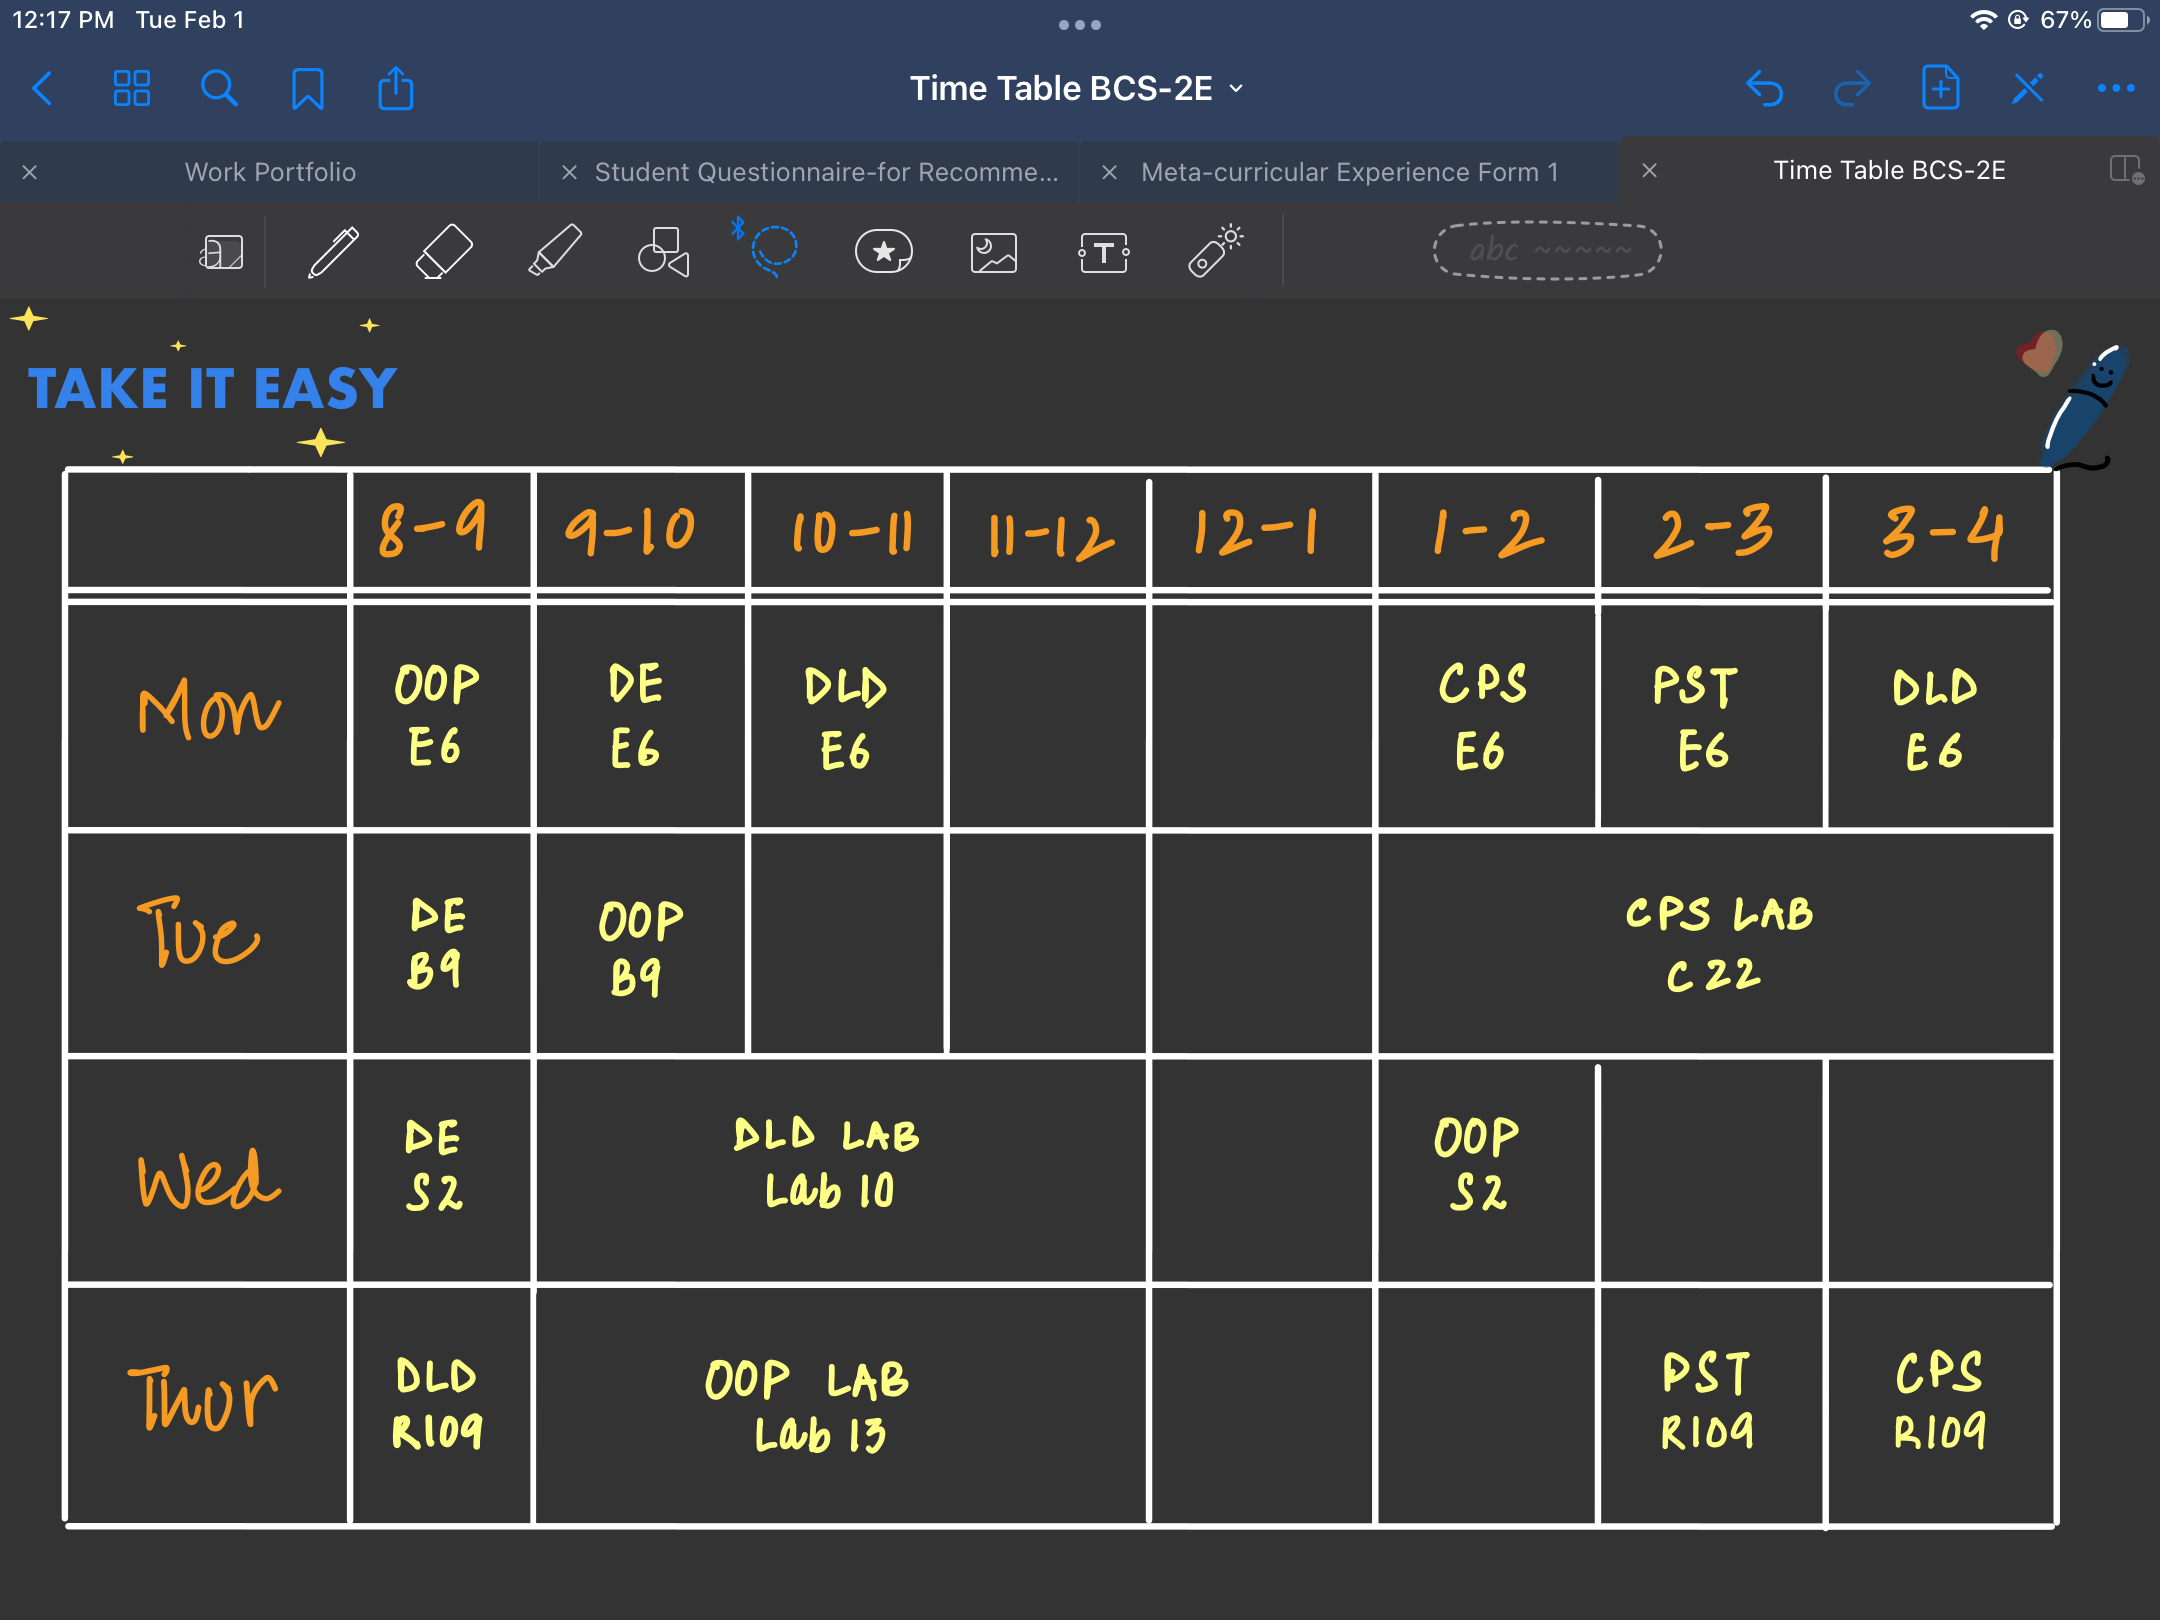 12:17 PM Tue Feb 1
67%
Time Table BCS-2E
Work Portfolio
Student Questionnaire-for Recomme...
Meta-curricular Experience Form 1
Time Table BCS-2E
abc ~~~~~
TAKE IT EASY
8-9 9-10 10-11 11-12 12-1 1-2 2-3 3-4
Mon
OOP
E6
DE
E6
DLD
E6
CPS
E6
PST
E6
DLD
E6
Tue
DE
B9
OOP
B9
CPS LAB
C22
Wed
DE
S2
DLD LAB
Lab 10
OOP
S2
Thur
DLD
R109
OOP LAB
Lab 13
PST
R109
CPS
R109